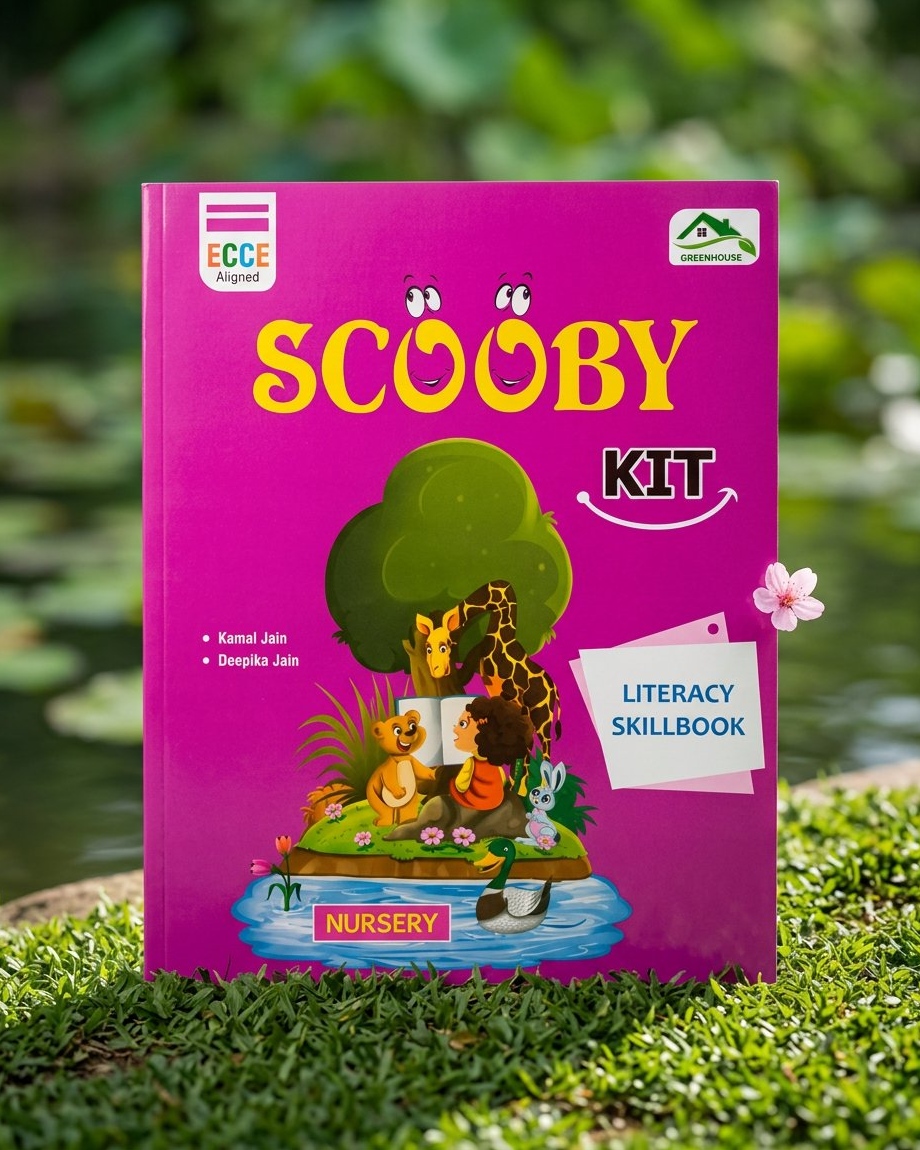 ECCE
Aligned
GREENHOUSE
SCOOBY
KIT
Kamal Jain
Deepika Jain
LITERACY
SKILLBOOK
NURSERY